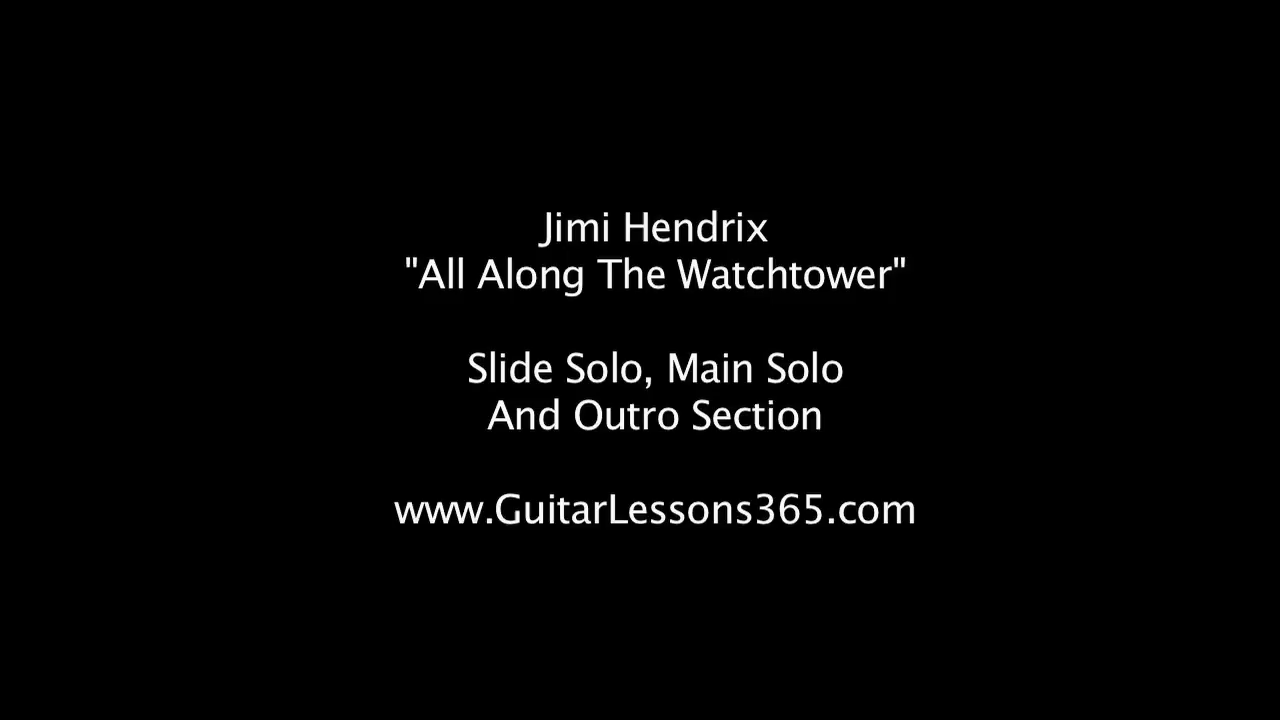 Jimi Hendrix
"All Along The Watchtower"
Slide Solo, Main Solo
And Outro Section
www.GuitarLessons365.com